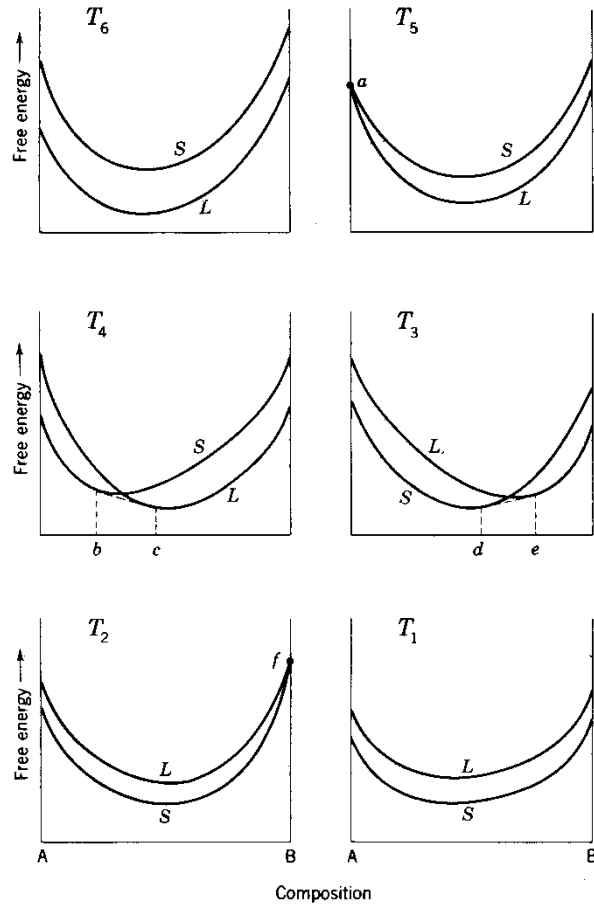 T₆
T₅
Free energy →
a
S
L
S
L
T₄
T₃
Free energy →
S
L
L
S
b
c
d
e
T₂
T₁
Free energy →
f
L
S
L
S
A
B
A
B
Composition